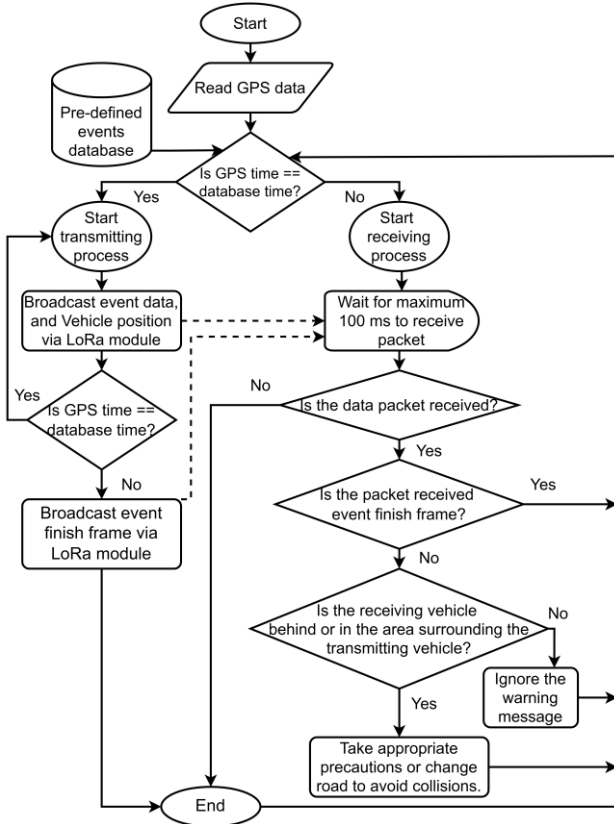 Start
Read GPS data
Pre-defined
events
database
Is GPS time ==
database time?
Yes
No
Start
transmitting
process
Start
receiving
process
Broadcast event data,
and Vehicle position
via LoRa module
Wait for maximum
100 ms to receive
packet
Yes
No
Is GPS time ==
database time?
Is the data packet received?
Yes
No
Is the packet received
event finish frame?
Yes
Broadcast event
finish frame via
LoRa module
No
Is the receiving vehicle
behind or in the area surrounding the
transmitting vehicle?
No
Ignore the
warning
message
Yes
Take appropriate
precautions or change
road to avoid collisions.
End